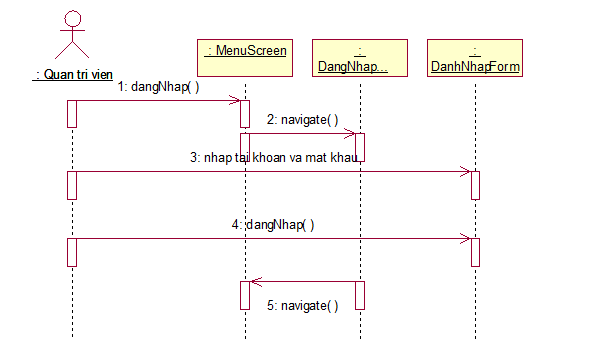 : Quan tri vien
: MenuScreen
:
DangNhap...
:
DanhNhapForm
1: dangNhap( )
2: navigate( )
3: nhap tai khoan va mat khau
4: dangNhap( )
5: navigate( )